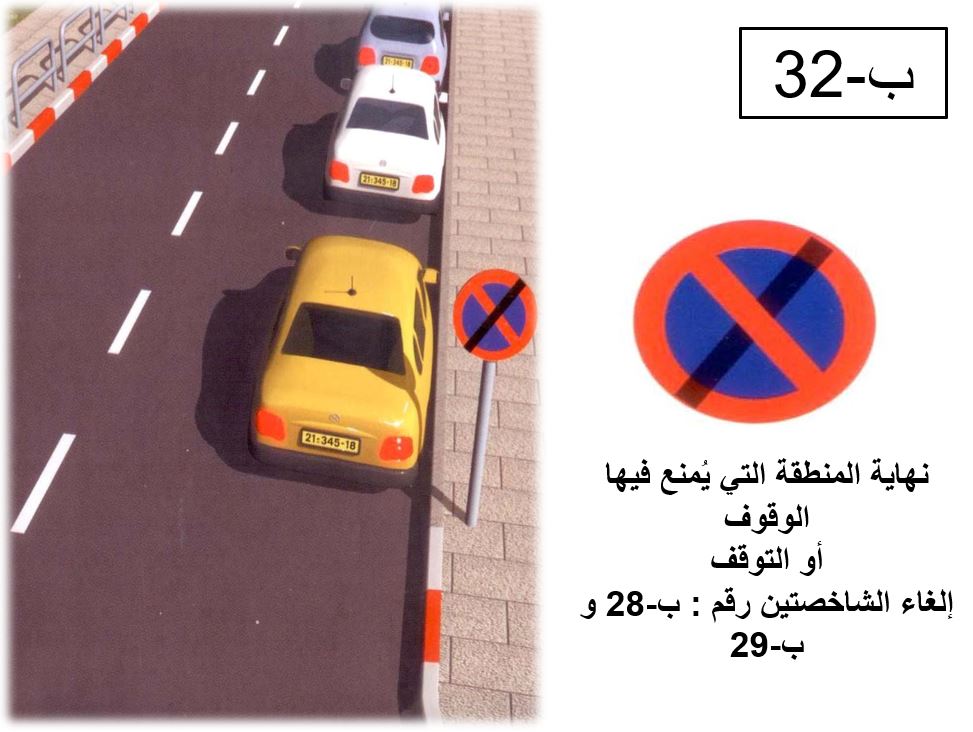 ب-32
21-345-18
21:345-18
21:345-18
نهاية المنطقة التي يُمنع فيها
الوقوف
أو التوقف
إلغاء الشاخصتين رقم : ب-28 و
ب-29